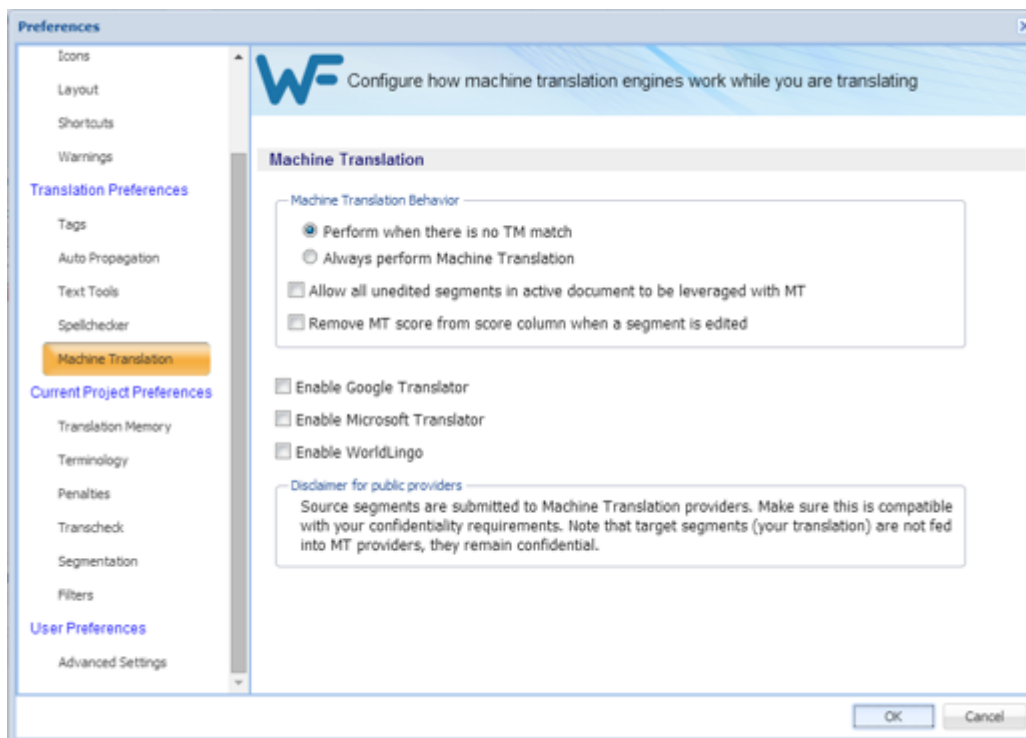 Preferences
Icons
Layout
Shortcuts
Warnings
Translation Preferences
Tags
Auto Propagation
Text Tools
Spellchecker
Machine Translation
Current Project Preferences
Translation Memory
Terminology
Penalties
Transcheck
Segmentation
Filters
User Preferences
Advanced Settings
WF
Configure how machine translation engines work while you are translating
Machine Translation
Machine Translation Behavior
Perform when there is no TM match
Always perform Machine Translation
Allow all unedited segments in active document to be leveraged with MT
Remove MT score from score column when a segment is edited
Enable Google Translator
Enable Microsoft Translator
Enable WorldLingo
Disclaimer for public providers
Source segments are submitted to Machine Translation providers. Make sure this is compatible
with your confidentiality requirements. Note that target segments (your translation) are not fed
into MT providers, they remain confidential.
OK
Cancel